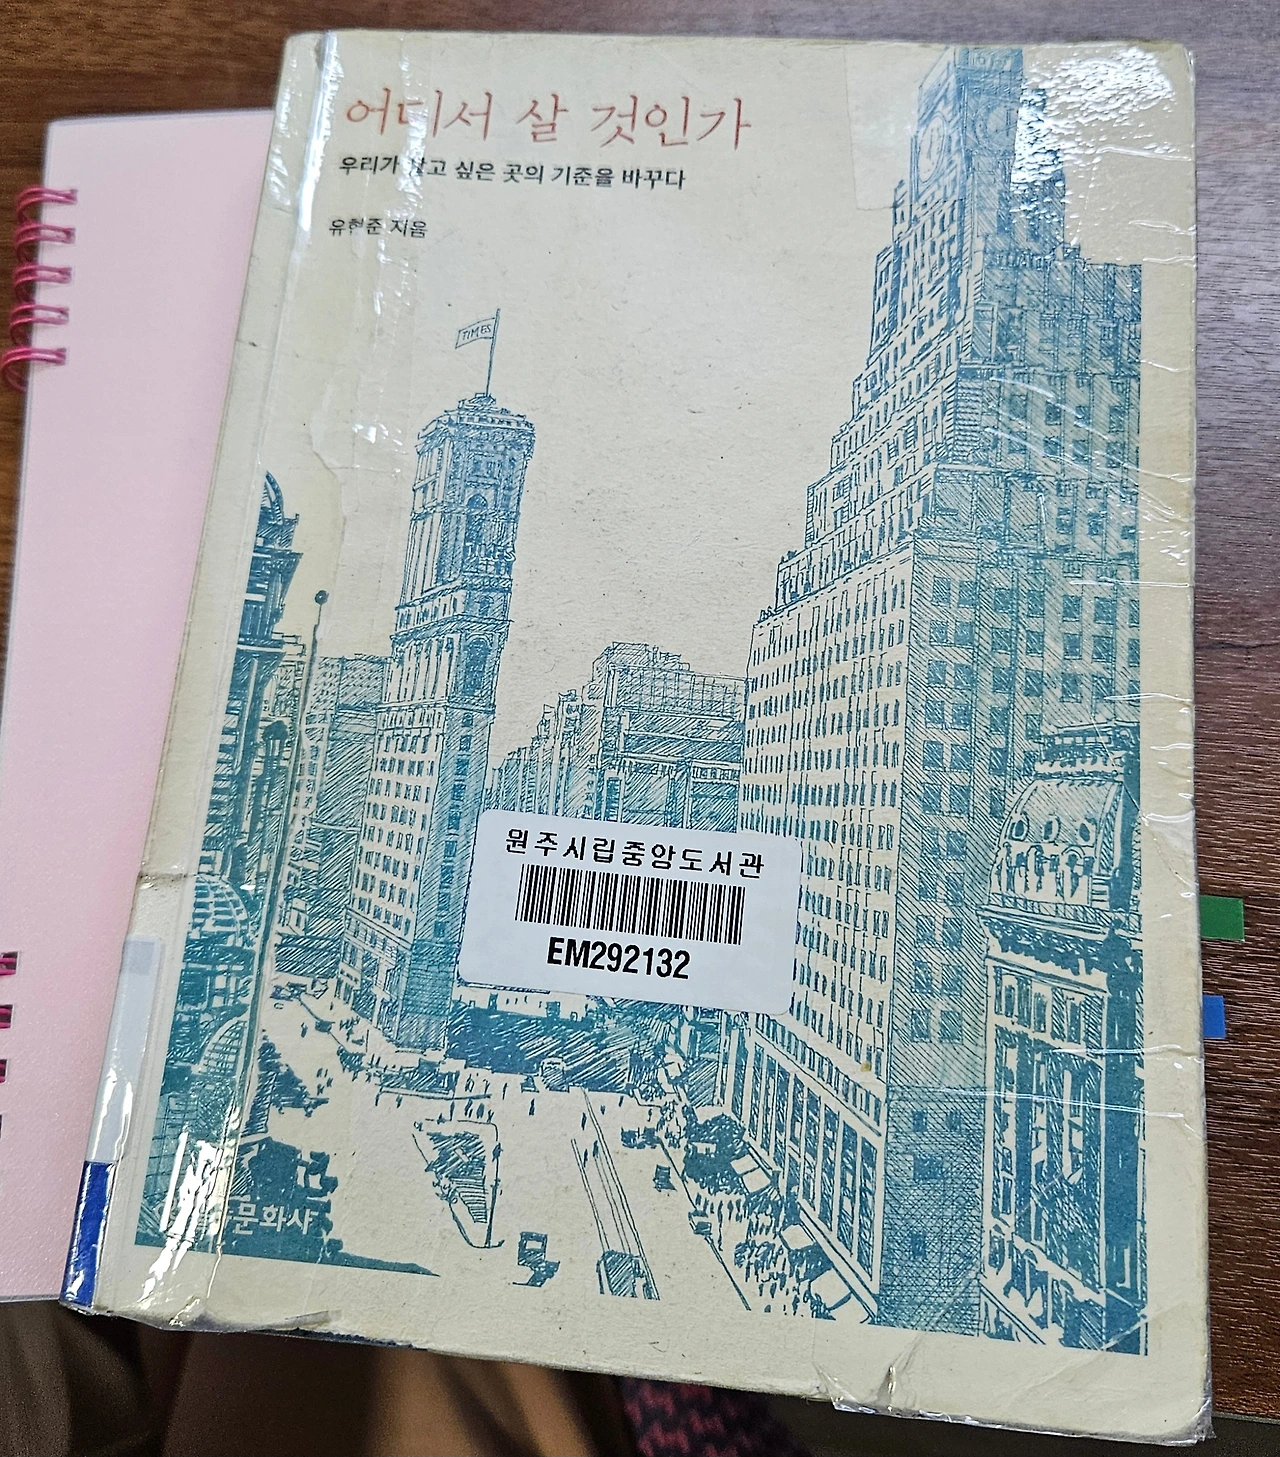 어디서 살 것인가
우리가 살고 싶은 곳의 기준을 바꾸다
유현준 지음
TIMES
TIMES
원주시립중앙도서관
EM292132
문화사